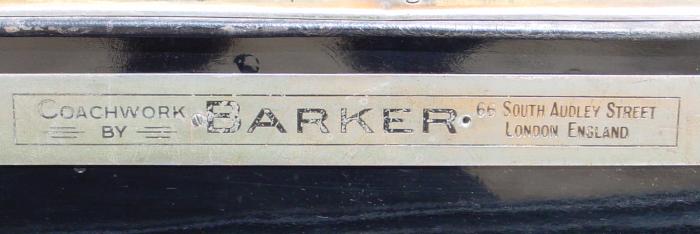 COACHWORK
BY
BARKER
66 SOUTH AUDLEY STREET
LONDON ENGLAND